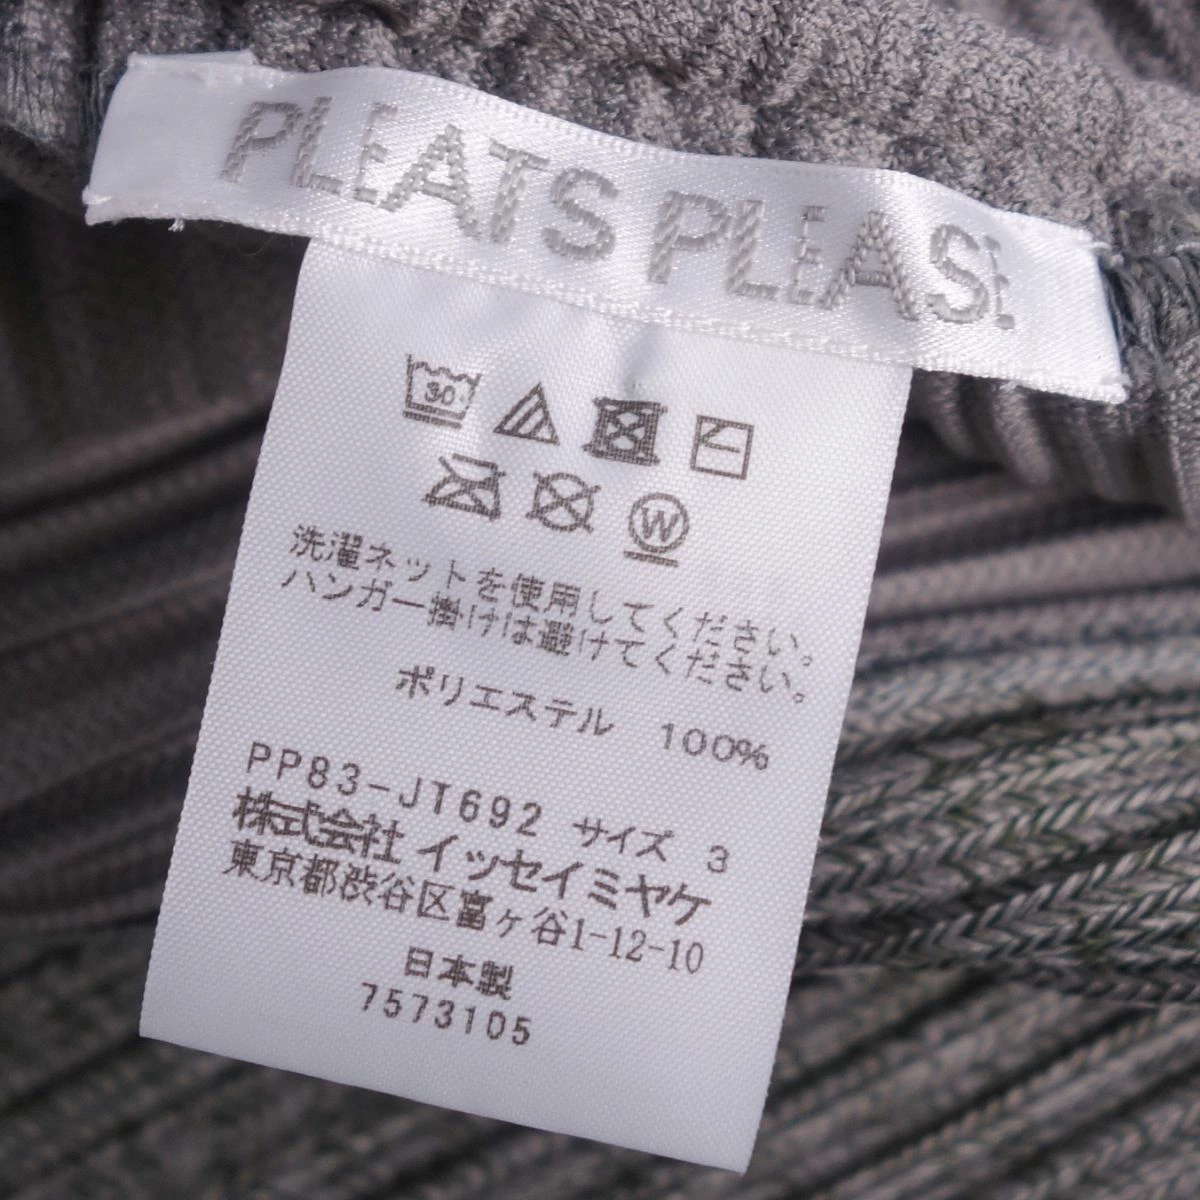 PLEATS PLEASE
30
W
洗濯ネットを使用してください。
ハンガー掛けは避けてください。
ポリエステル 100%
PP83-JT692 サイズ 3
株式会社 イッセイミヤケ
東京都渋谷区富ヶ谷1-12-10
日本製
7573105